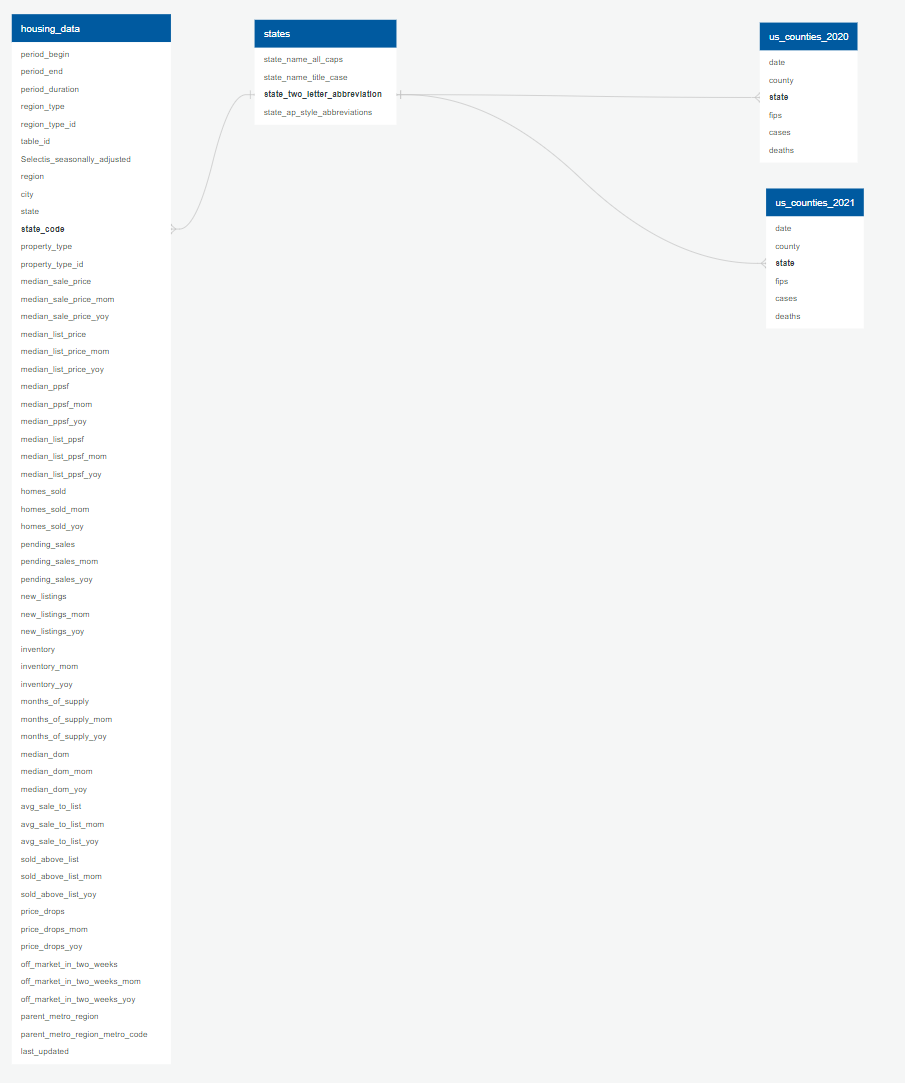 housing_data
period_begin
period_end
period_duration
region_type
region_type_id
table_id
Selectis_seasonally_adjusted
region
city
state
state_code
property_type
property_type_id
median_sale_price
median_sale_price_mom
median_sale_price_yoy
median_list_price
median_list_price_mom
median_list_price_yoy
median_ppsf
median_ppsf_mom
median_ppsf_yoy
median_list_ppsf
median_list_ppsf_mom
median_list_ppsf_yoy
homes_sold
homes_sold_mom
homes_sold_yoy
pending_sales
pending_sales_mom
pending_sales_yoy
new_listings
new_listings_mom
new_listings_yoy
inventory
inventory_mom
inventory_yoy
months_of_supply
months_of_supply_mom
months_of_supply_yoy
median_dom
median_dom_mom
median_dom_yoy
avg_sale_to_list
avg_sale_to_list_mom
avg_sale_to_list_yoy
sold_above_list
sold_above_list_mom
sold_above_list_yoy
price_drops
price_drops_mom
price_drops_yoy
off_market_in_two_weeks
off_market_in_two_weeks_mom
off_market_in_two_weeks_yoy
parent_metro_region
parent_metro_region_metro_code
last_updated
states
state_name_all_caps
state_name_title_case
state_two_letter_abbreviation
state_ap_style_abbreviations
us_counties_2020
date
county
state
fips
cases
deaths
us_counties_2021
date
county
state
fips
cases
deaths